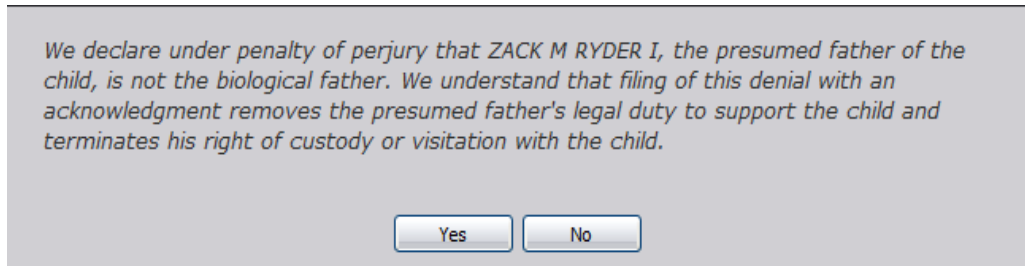 We declare under penalty of perjury that ZACK M RYDER I, the presumed father of the
child, is not the biological father. We understand that filing of this denial with an
acknowledgment removes the presumed father's legal duty to support the child and
terminates his right of custody or visitation with the child.
Yes No